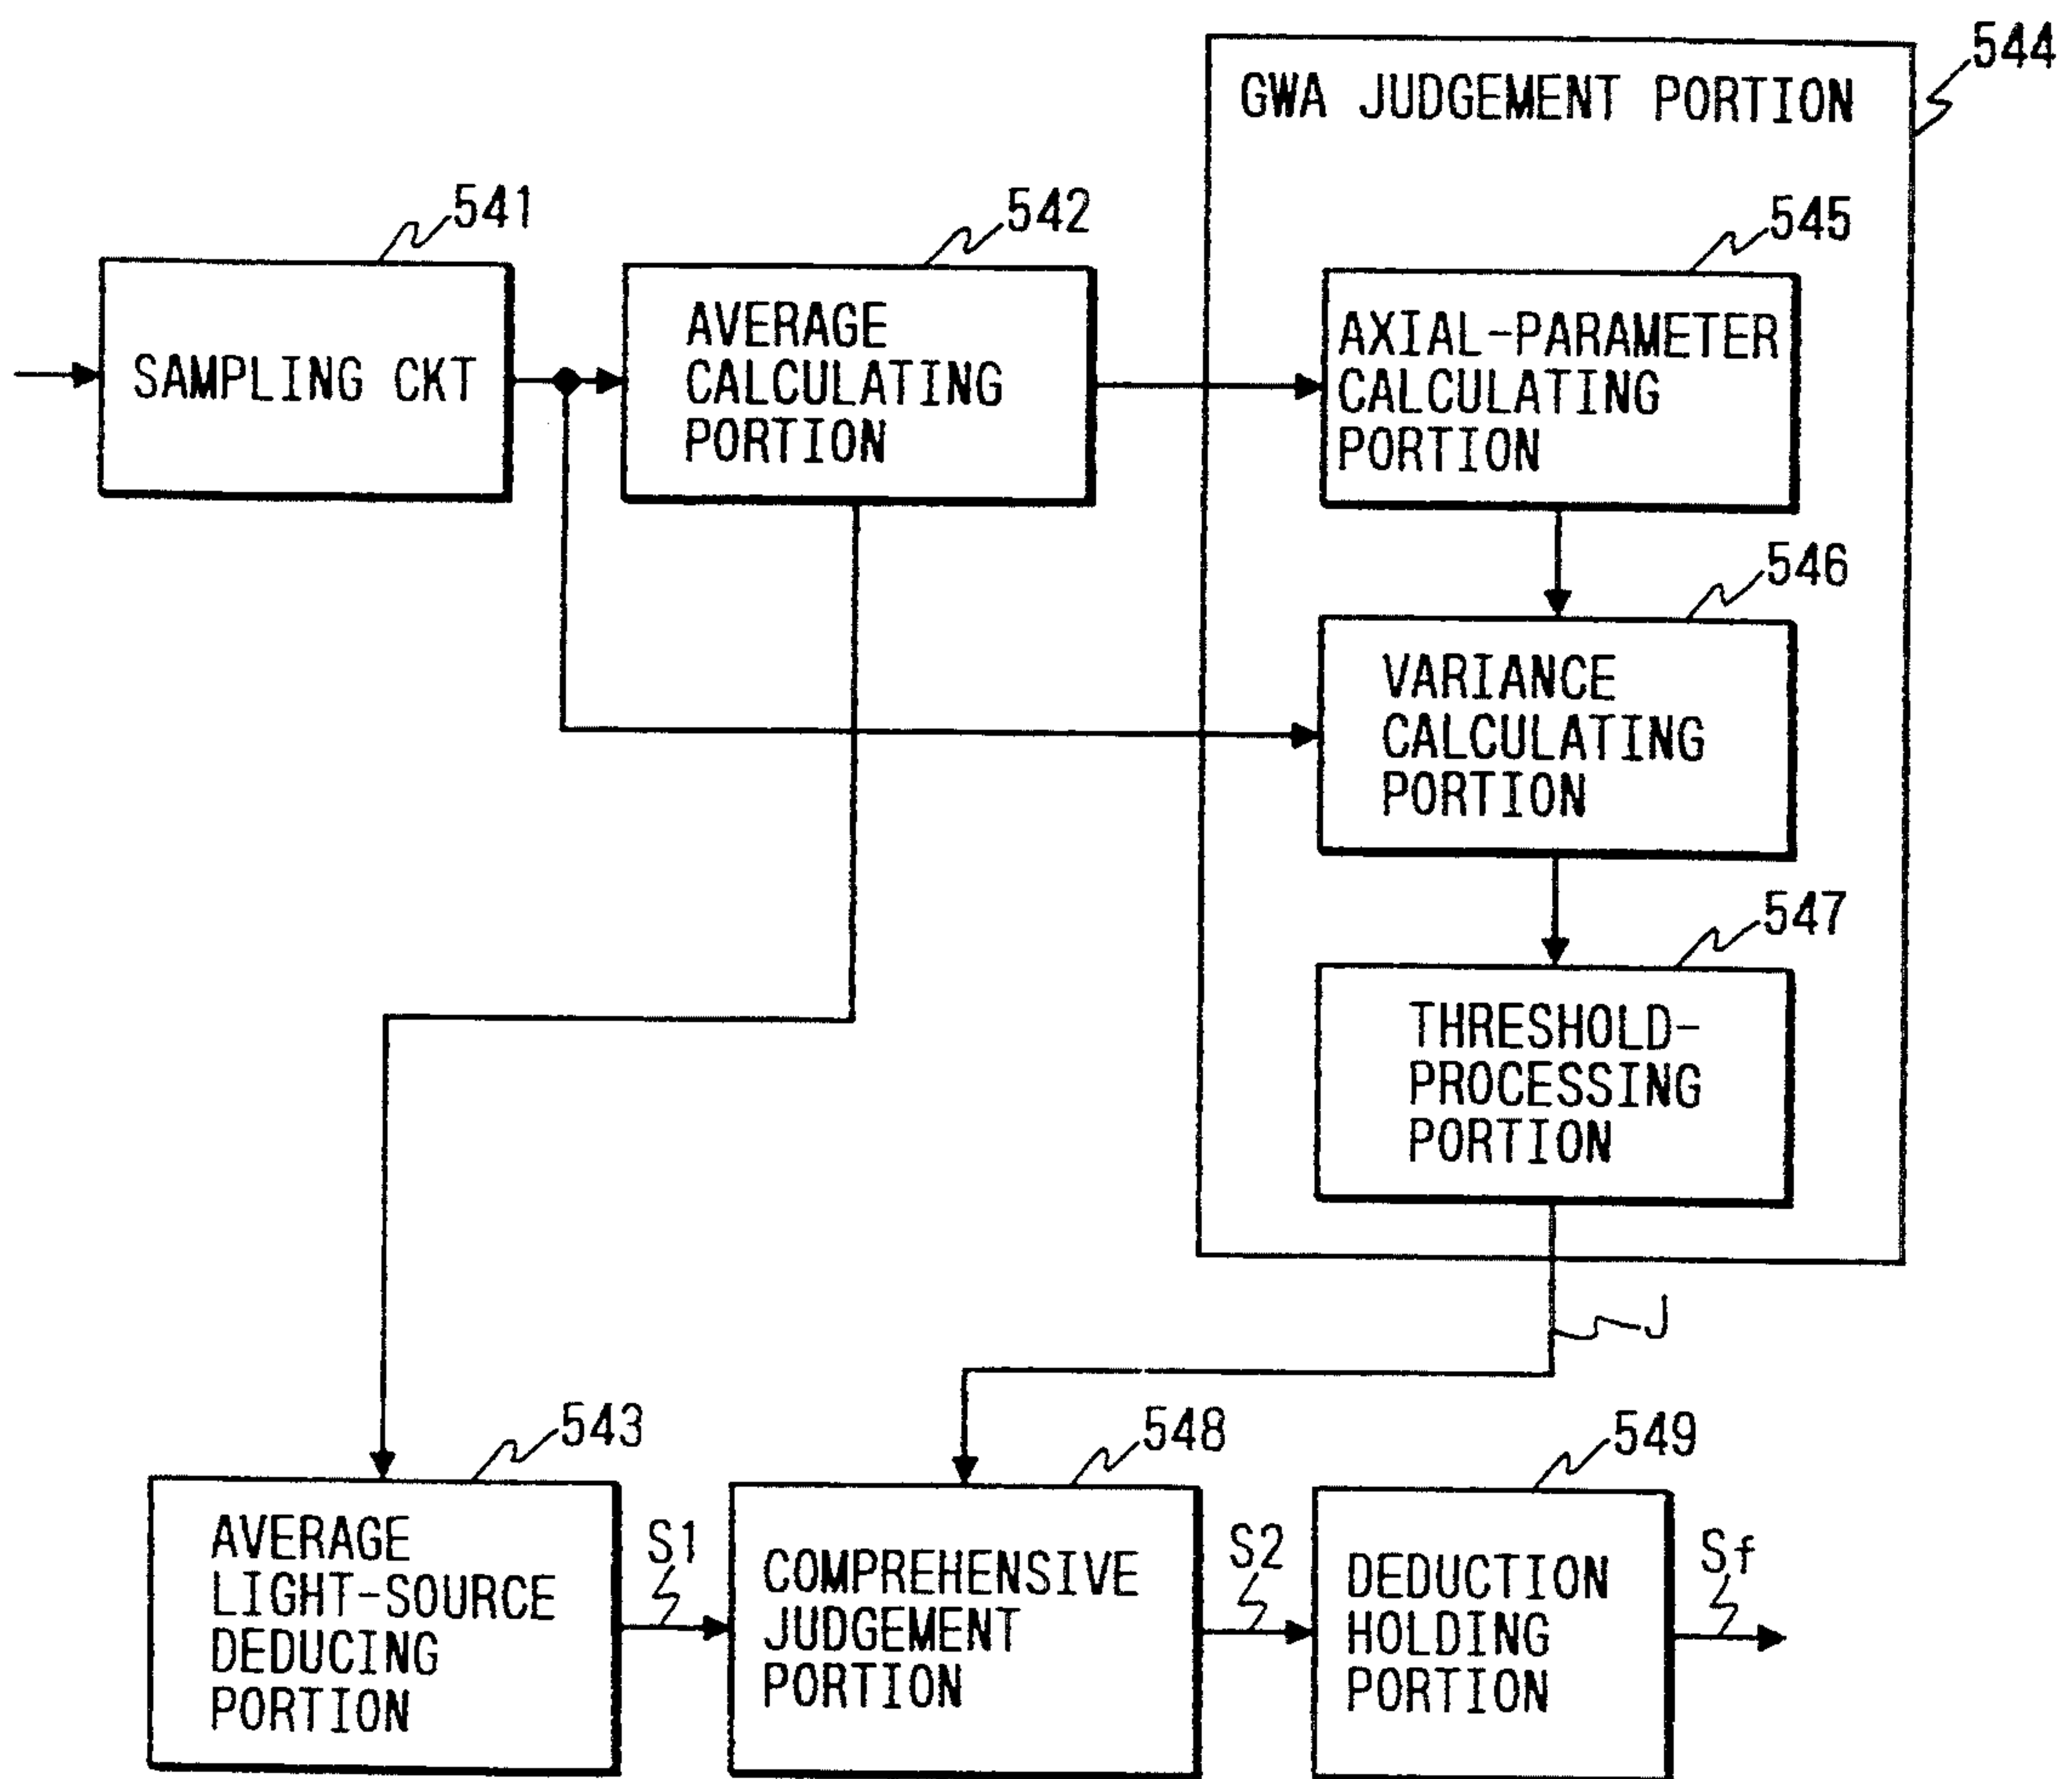 544
GWA JUDGEMENT PORTION
541
SAMPLING CKT
542
AVERAGE
CALCULATING
PORTION
545
AXIAL-PARAMETER
CALCULATING
PORTION
546
VARIANCE
CALCULATING
PORTION
547
THRESHOLD-
PROCESSING
PORTION
J
543
AVERAGE
LIGHT-SOURCE
DEDUCING
PORTION
S1
548
COMPREHENSIVE
JUDGEMENT
PORTION
S2
549
DEDUCTION
HOLDING
PORTION
Sf